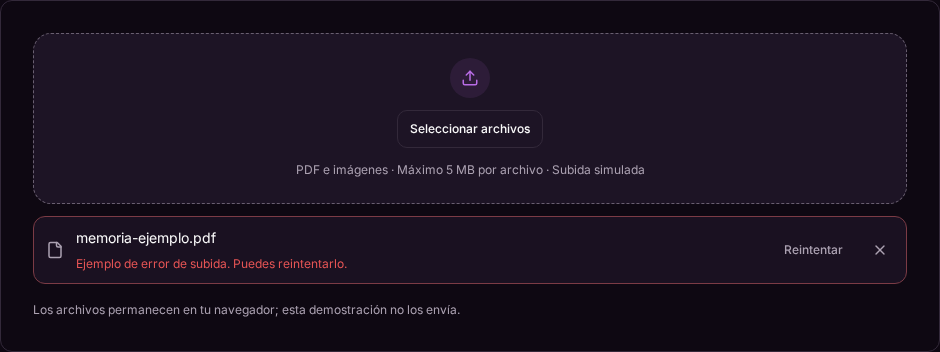 Seleccionar archivos
PDF e imágenes · Máximo 5 MB por archivo · Subida simulada
memoria-ejemplo.pdf
Ejemplo de error de subida. Puedes reintentarlo.
Reintentar
Los archivos permanecen en tu navegador; esta demostración no los envía.